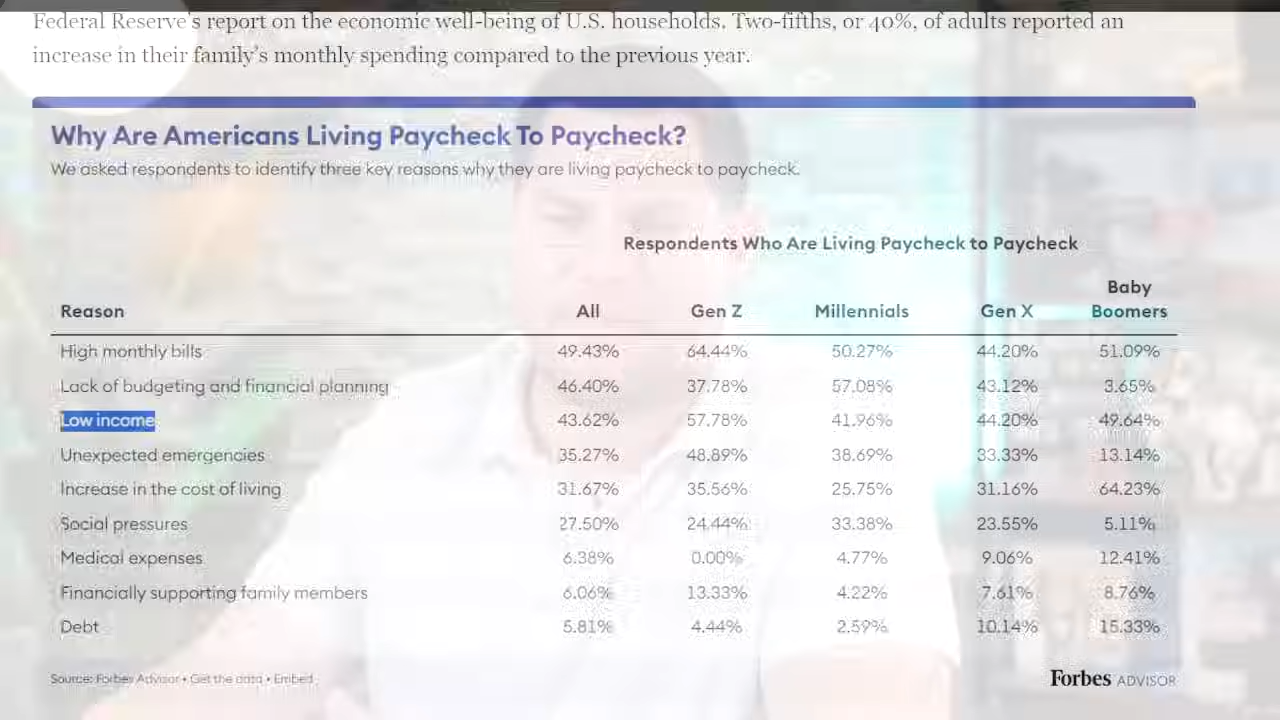 Federal Reserve's report on the economic well-being of U.S. households. Two-fifths, or 40%, of adults reported an
increase in their family's monthly spending compared to the previous year.
Why Are Americans Living Paycheck To Paycheck?
We asked respondents to identify three key reasons why they are living paycheck to paycheck.
Respondents Who Are Living Paycheck to Paycheck
Reason All Gen Z Millennials Gen X Baby Boomers
High monthly bills 49.43% 64.44% 50.27% 44.20% 51.09%
Lack of budgeting and financial planning 46.40% 37.78% 57.08% 43.12% 3.65%
Low income 43.62% 57.78% 41.96% 44.20% 49.64%
Unexpected emergencies 35.27% 48.89% 38.69% 33.33% 13.14%
Increase in the cost of living 31.67% 35.56% 25.75% 31.16% 64.23%
Social pressures 27.50% 24.44% 33.38% 23.55% 5.11%
Medical expenses 6.38% 0.00% 4.77% 9.06% 12.41%
Financially supporting family members 6.06% 13.33% 4.22% 7.61% 8.76%
Debt 5.81% 4.44% 2.59% 10.14% 15.33%
Source: Forbes Advisor • Get the data • Embed
Forbes ADVISOR